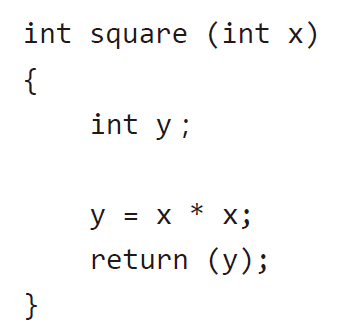 int square (int x)
{
    int y ;

    y = x * x;
    return (y);
}